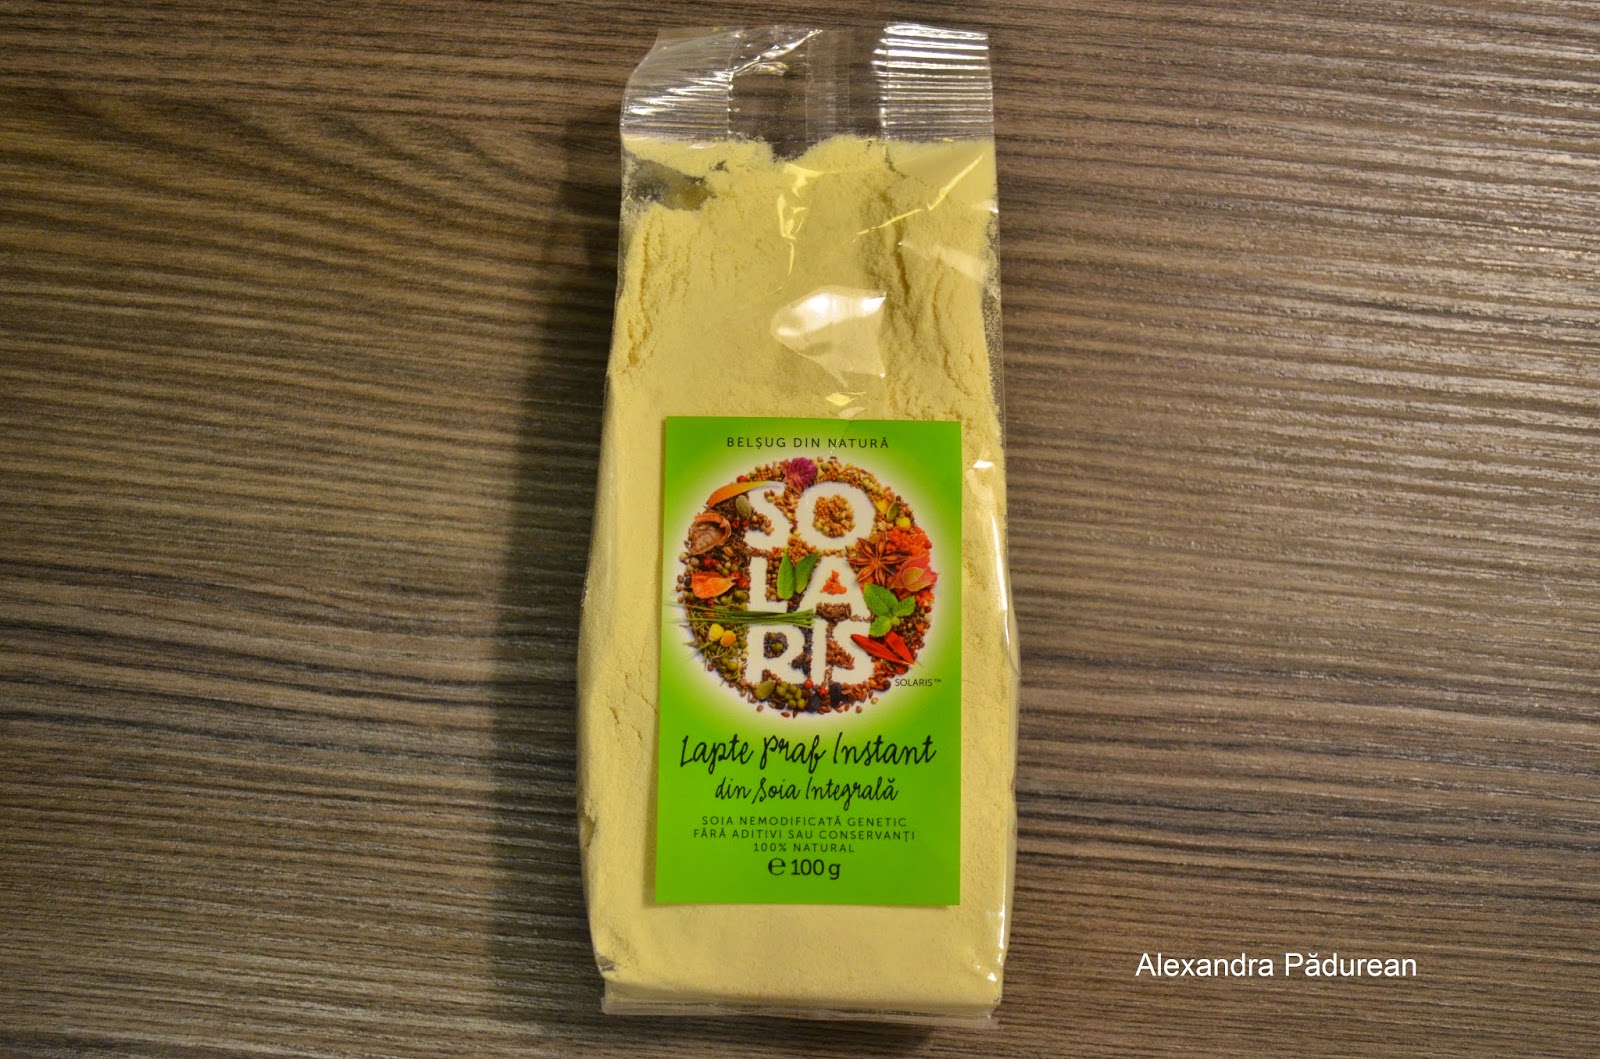 BELȘUG DIN NATURĂ
SO
LA
RIS
SOLARIS™
Lapte Praf Instant
din Soia Integrală
SOIA NEMODIFICATĂ GENETIC
FĂRĂ ADITIVI SAU CONSERVANȚI
100% NATURAL
℮ 100 g
Alexandra Pădurean